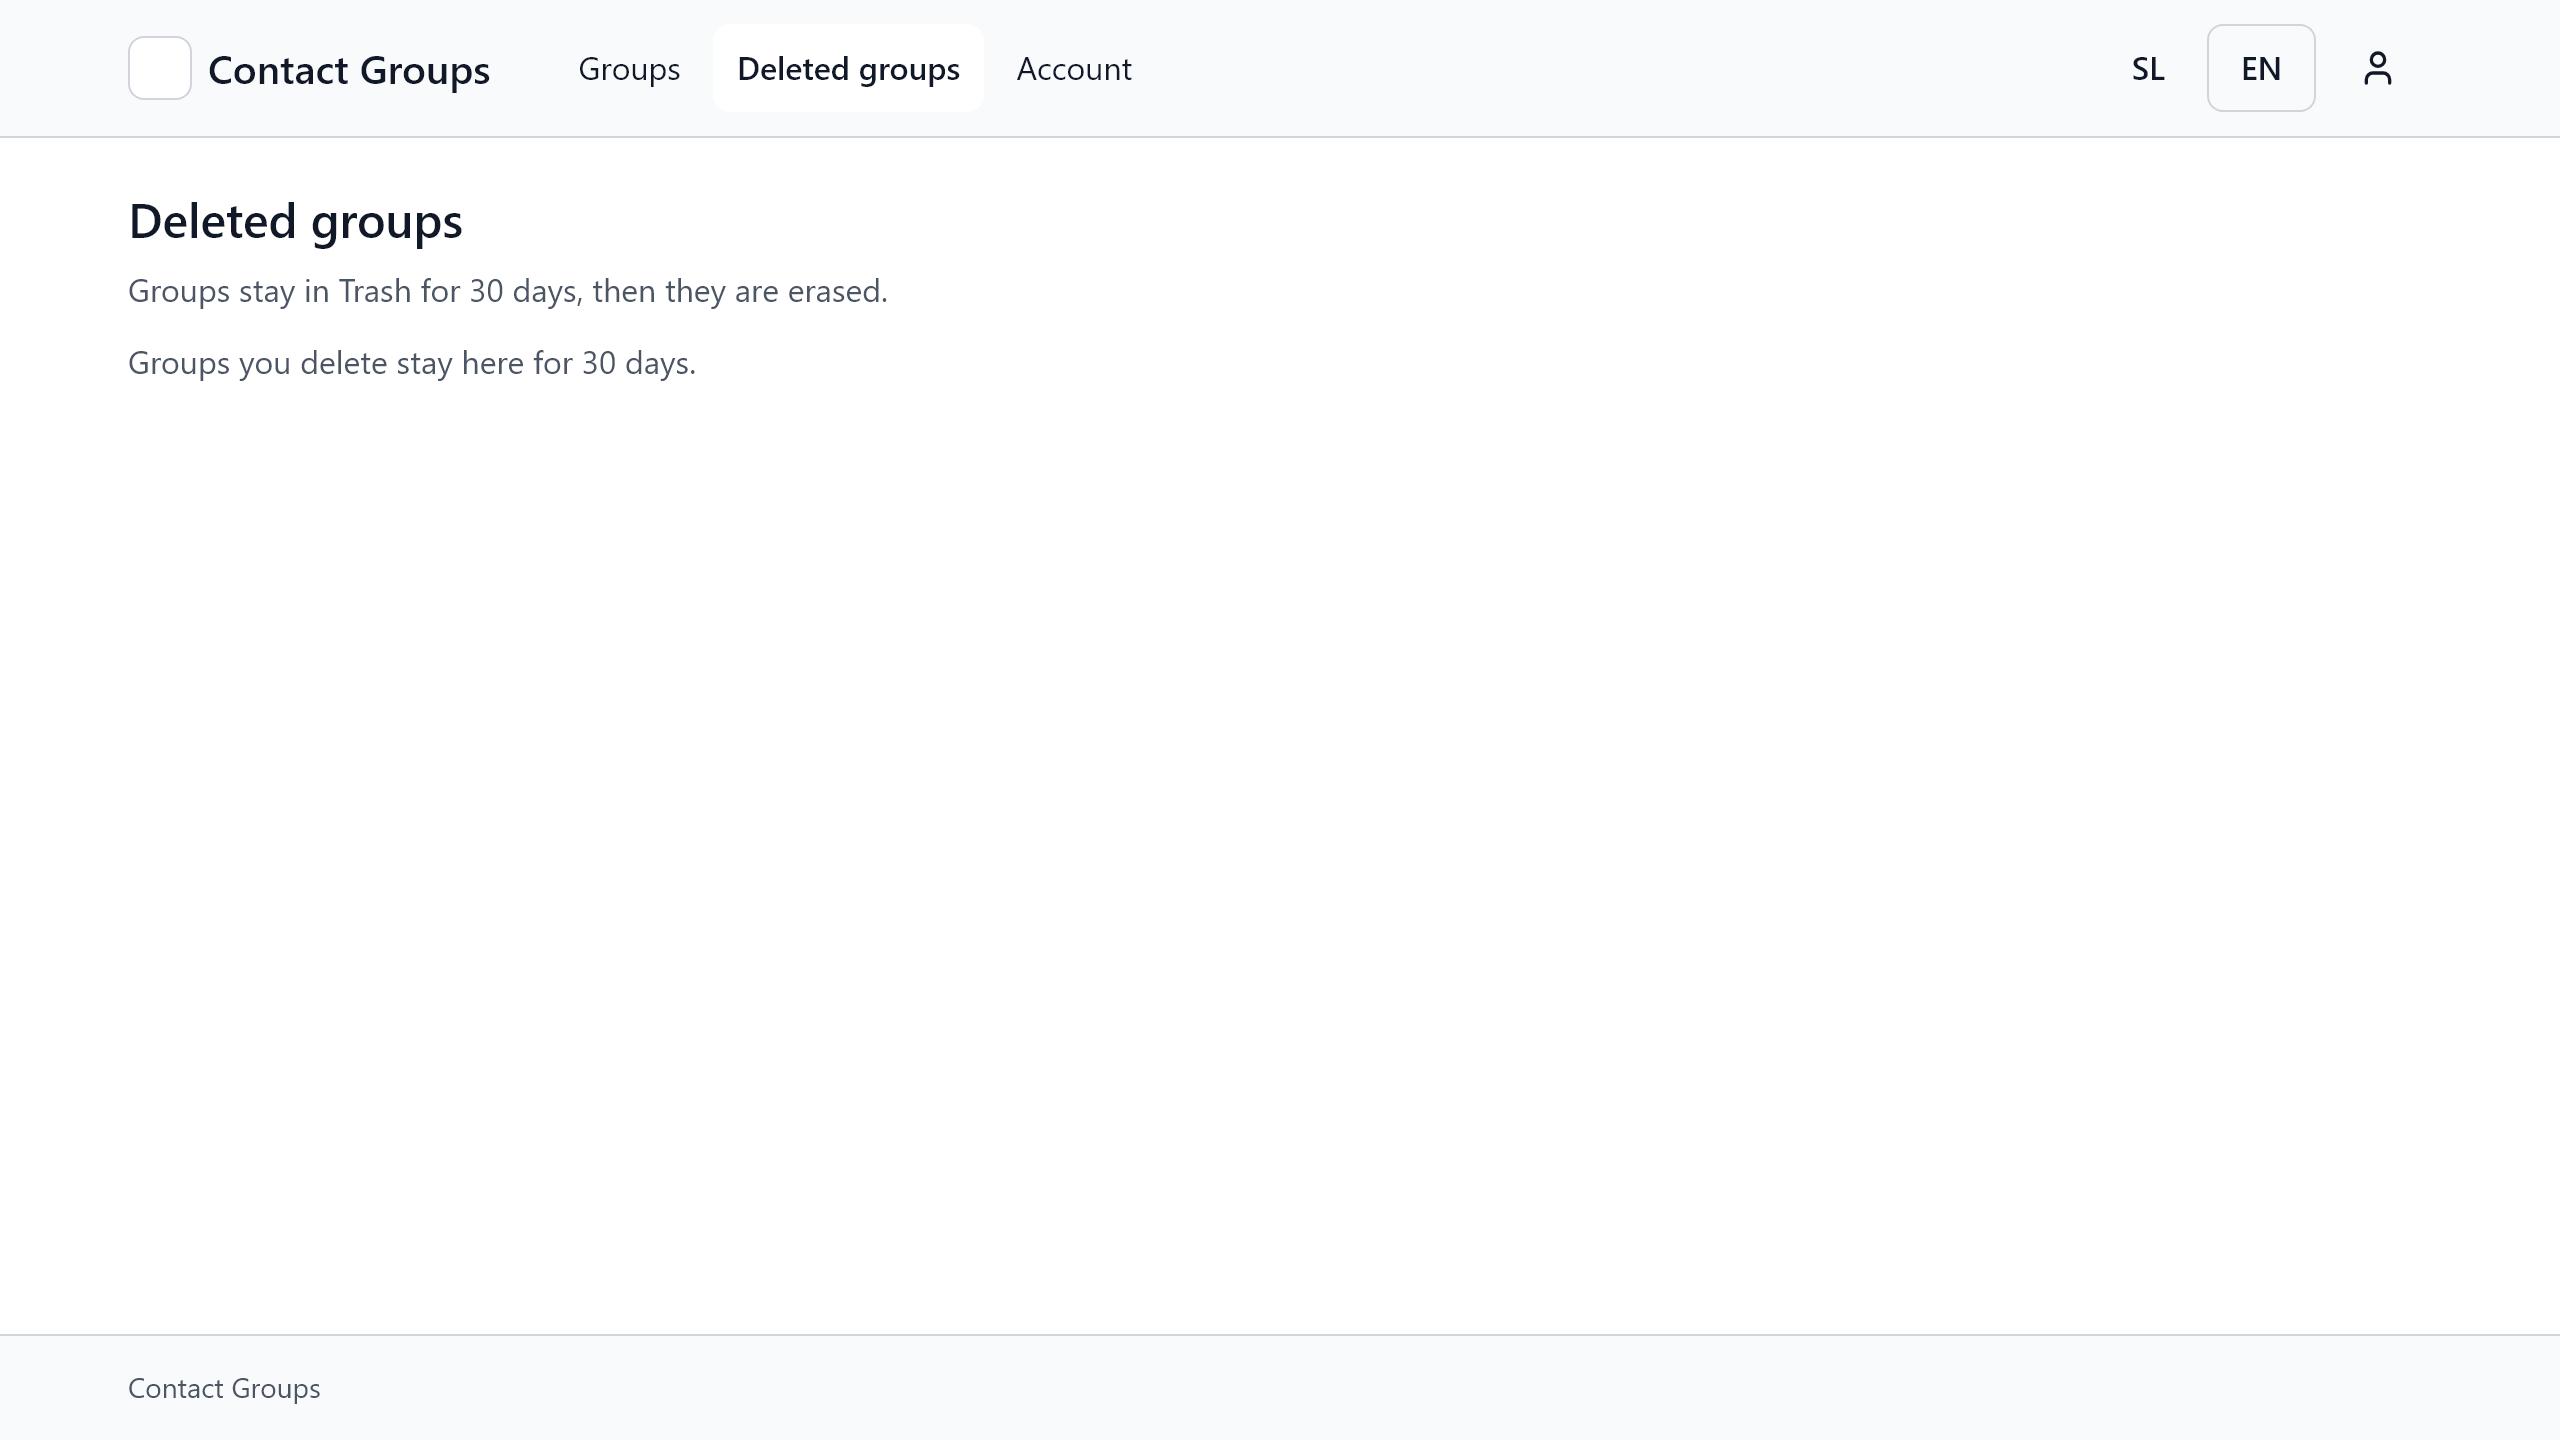 Contact Groups
Groups
Deleted groups
Account
SL
EN
Deleted groups
Groups stay in Trash for 30 days, then they are erased.
Groups you delete stay here for 30 days.
Contact Groups